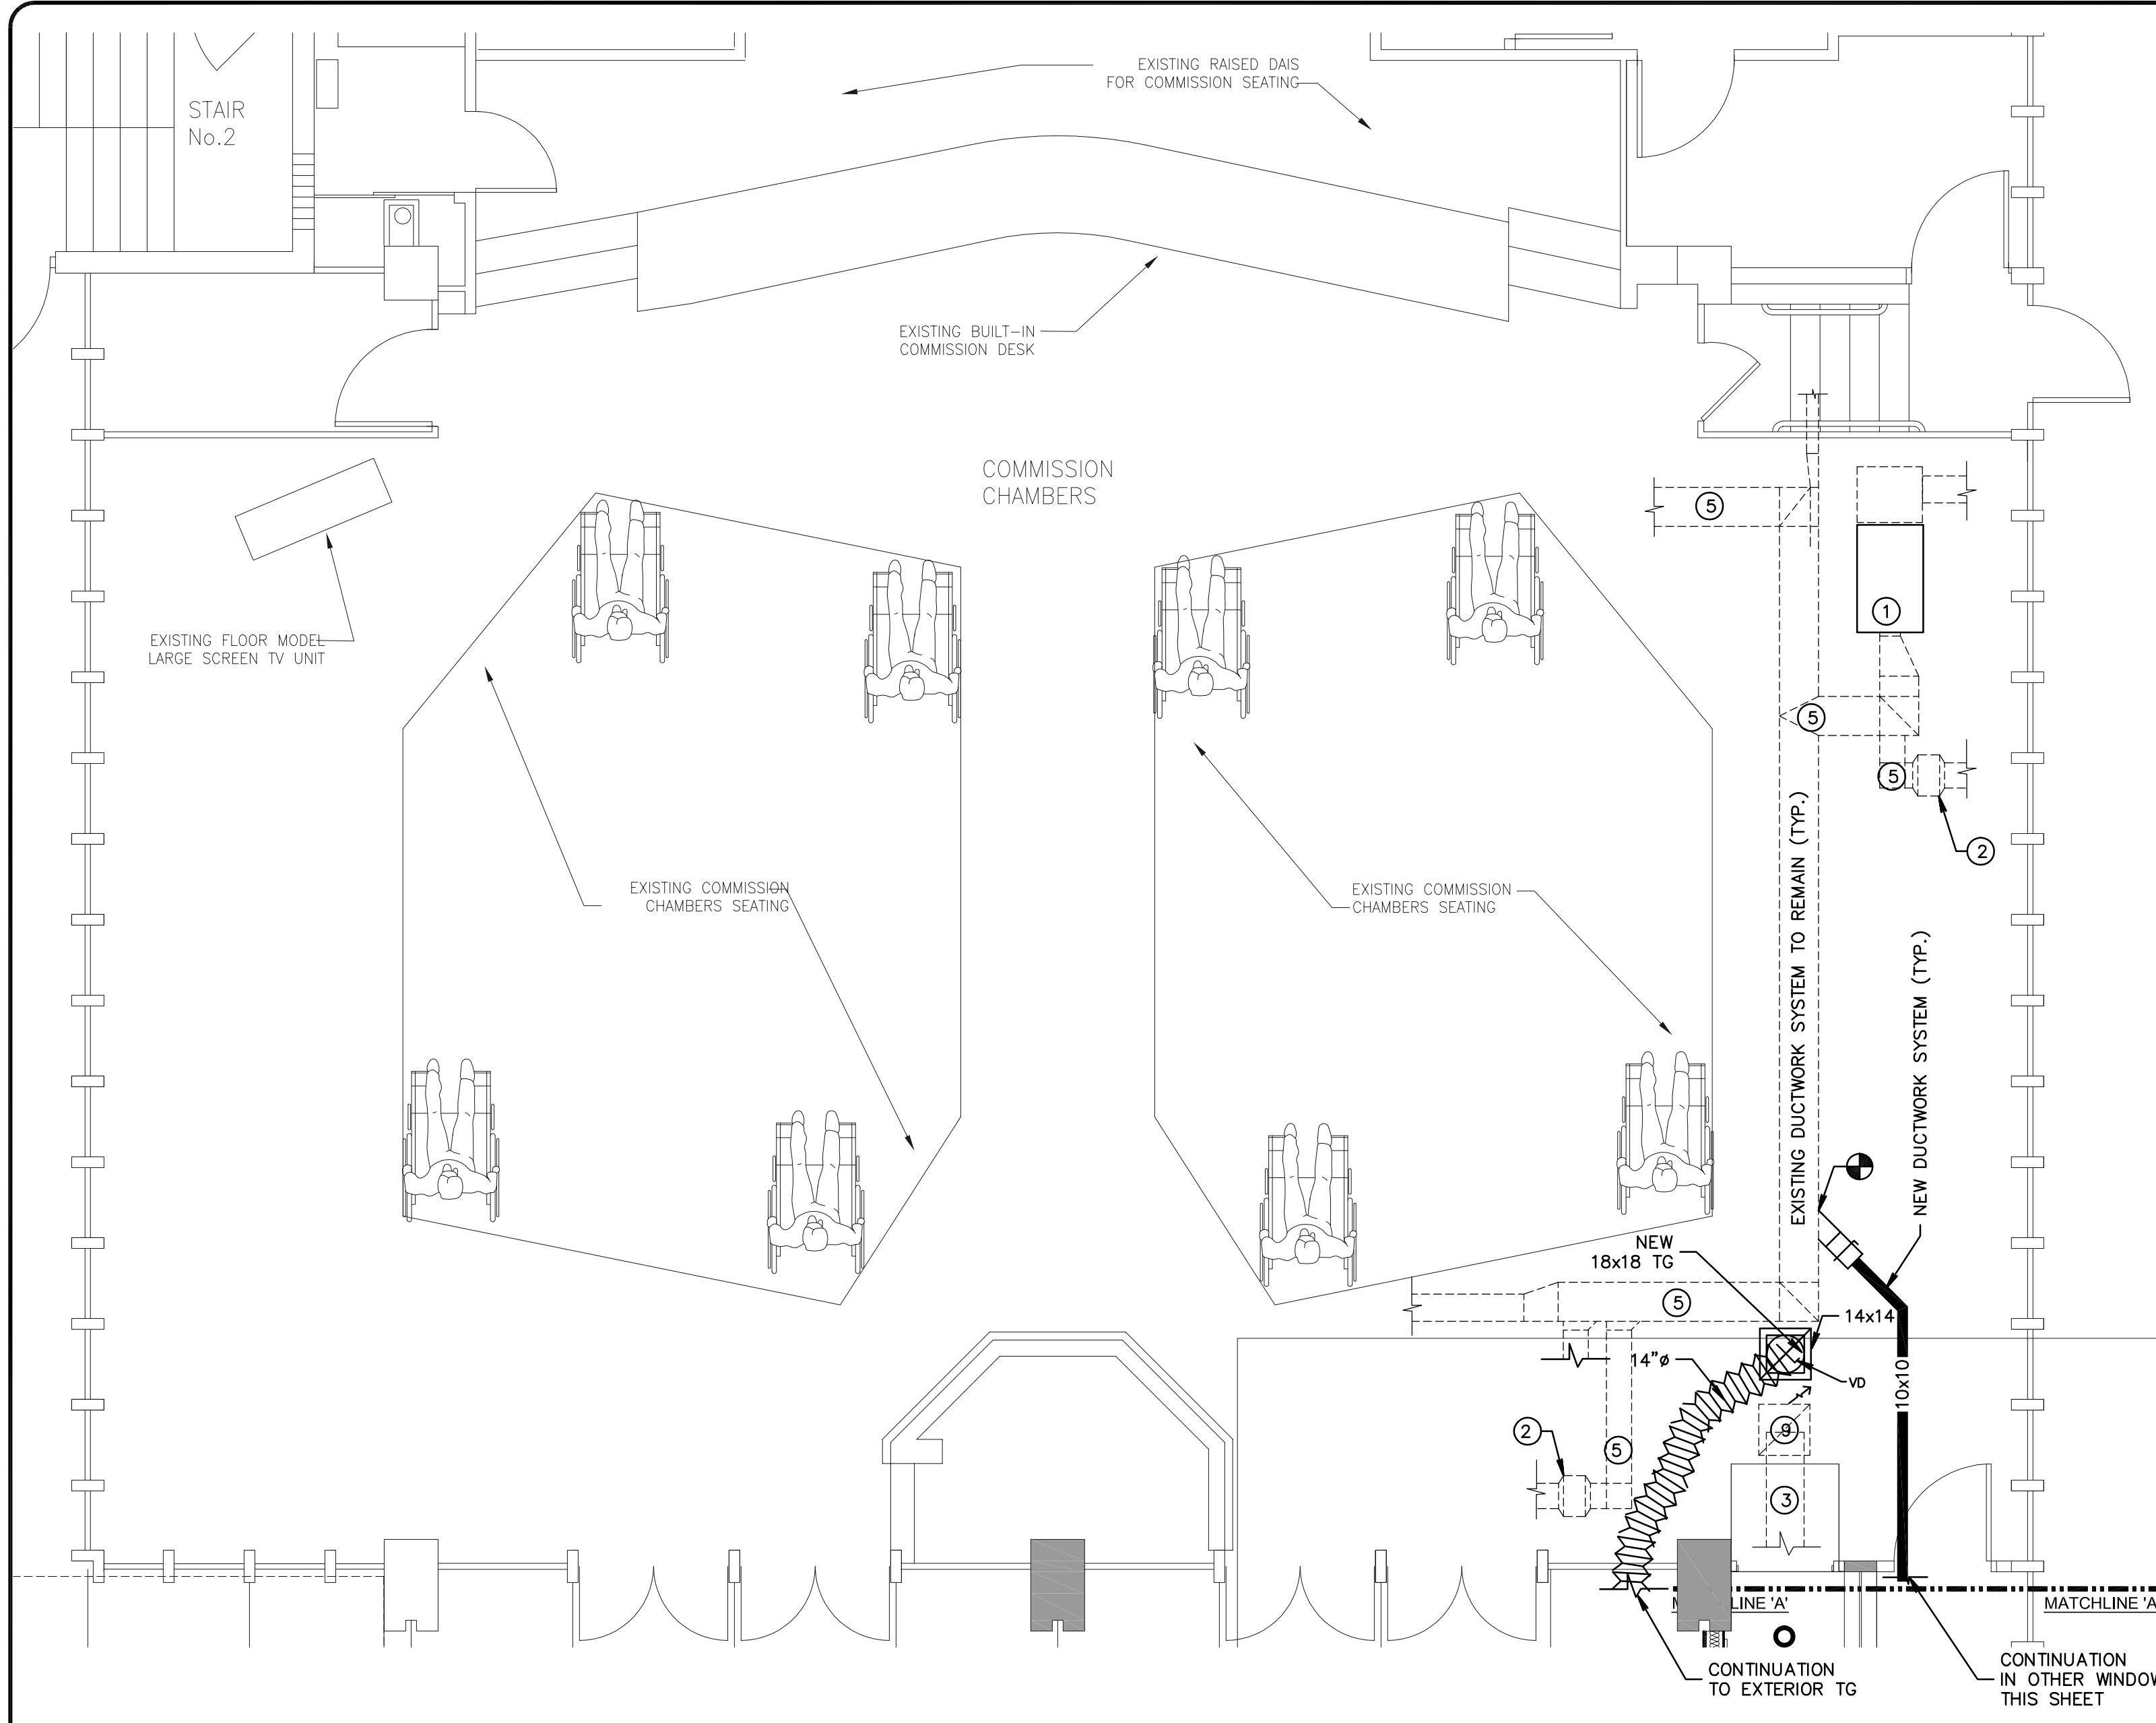 EXISTING RAISED DAIS
FOR COMMISSION SEATING
STAIR
No.2
EXISTING BUILT-IN
COMMISSION DESK
COMMISSION
CHAMBERS
5
1
EXISTING FLOOR MODEL
LARGE SCREEN TV UNIT
5
5
2
EXISTING COMMISSION
CHAMBERS SEATING
EXISTING COMMISSION
CHAMBERS SEATING
EXISTING DUCTWORK SYSTEM TO REMAIN (TYP.)
NEW DUCTWORK SYSTEM (TYP.)
NEW
18x18 TG
5
14x14
14"ø
VD
10x10
2
9
5
3
LINE 'A'
MATCHLINE 'A
CONTINUATION
TO EXTERIOR TG
CONTINUATION
IN OTHER WINDOW
THIS SHEET